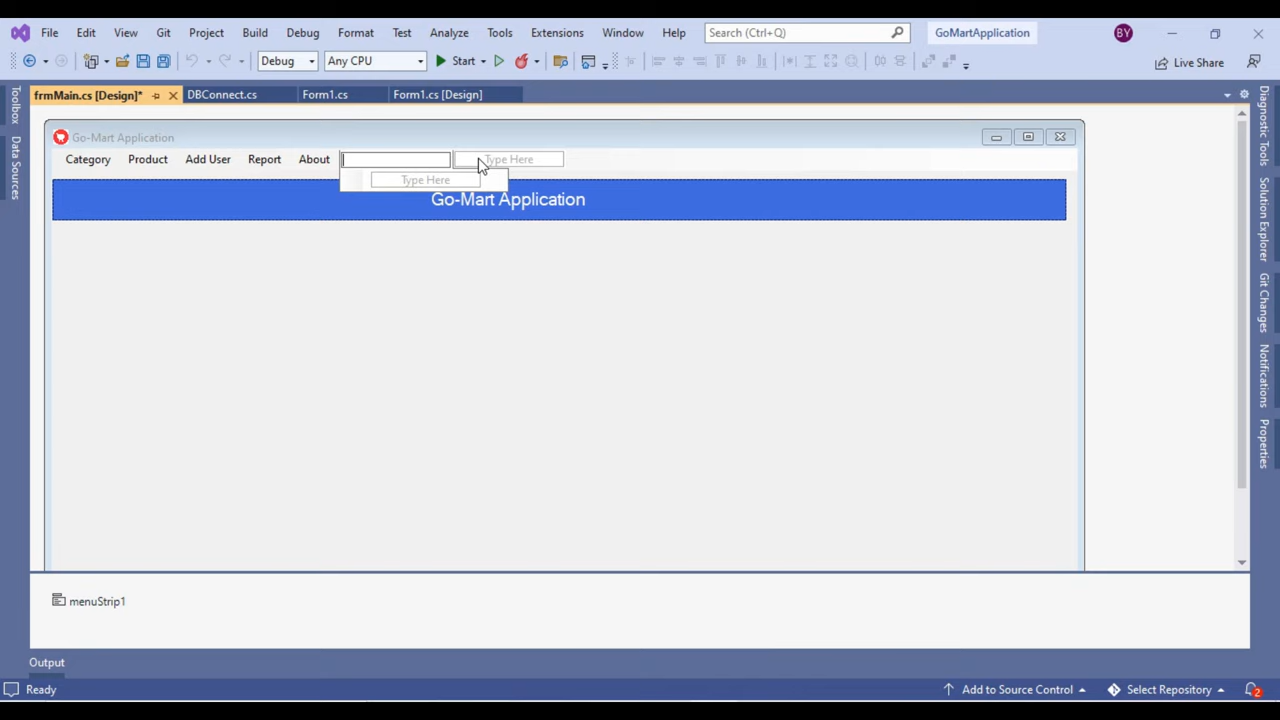 File Edit View Git Project Build Debug Format Test Analyze Tools Extensions Window Help Search (Ctrl+Q) GoMartApplication BY
Debug Any CPU Start Live Share
frmMain.cs [Design]* DBConnect.cs Form1.cs Form1.cs [Design]
Toolbox
Data Sources
Go-Mart Application
Category Product Add User Report About Type Here
Type Here
Go-Mart Application
Diagnostic Tools
Solution Explorer
Git Changes
Notifications
Properties
menuStrip1
Output
Ready Add to Source Control Select Repository 2